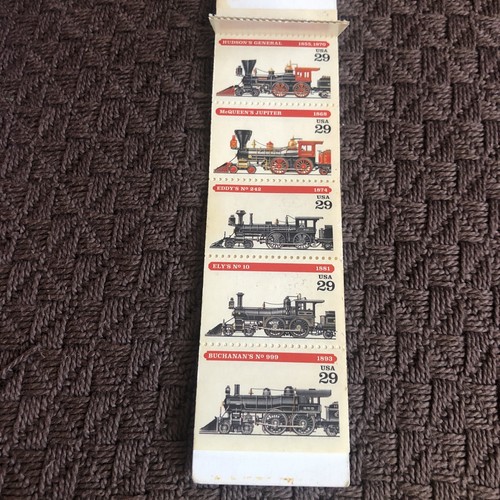 HUDSON'S GENERAL 1855, 1870
USA
29
McQUEEN'S JUPITER 1868
USA
29
EDDY'S Nº 242 1874
USA
29
ELY'S Nº 10 1881
USA
29
BUCHANAN'S Nº 999 1893
USA
29